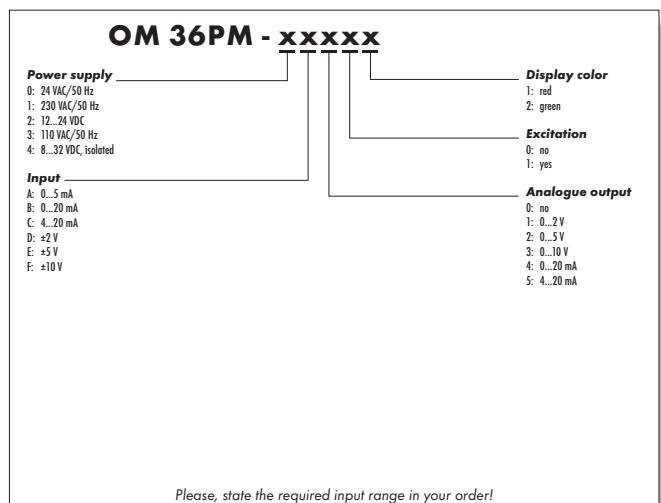 OM 36PM - xxxxx
Power supply
0: 24 VAC/50 Hz
1: 230 VAC/50 Hz
2: 12...24 VDC
3: 110 VAC/50 Hz
4: 8...32 VDC, isolated
Input
A: 0...5 mA
B: 0...20 mA
C: 4...20 mA
D: ±2 V
E: ±5 V
F: ±10 V
Display color
1: red
2: green
Excitation
0: no
1: yes
Analogue output
0: no
1: 0...2 V
2: 0...5 V
3: 0...10 V
4: 0...20 mA
5: 4...20 mA
Please, state the required input range in your order!